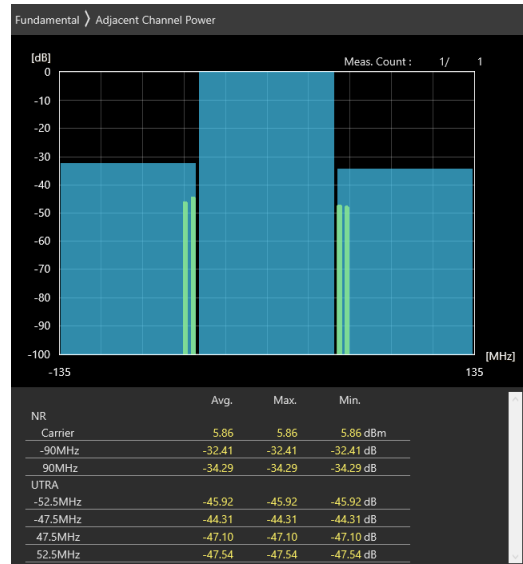 Fundamental 〉 Adjacent Channel Power
[dB]
Meas. Count : 1/ 1
0
-10
-20
-30
-40
-50
-60
-70
-80
-90
-100
[MHz]
-135 135
Avg. Max. Min.
NR
Carrier 5.86 5.86 5.86 dBm
-90MHz -32.41 -32.41 -32.41 dB
90MHz -34.29 -34.29 -34.29 dB
UTRA
-52.5MHz -45.92 -45.92 -45.92 dB
-47.5MHz -44.31 -44.31 -44.31 dB
47.5MHz -47.10 -47.10 -47.10 dB
52.5MHz -47.54 -47.54 -47.54 dB